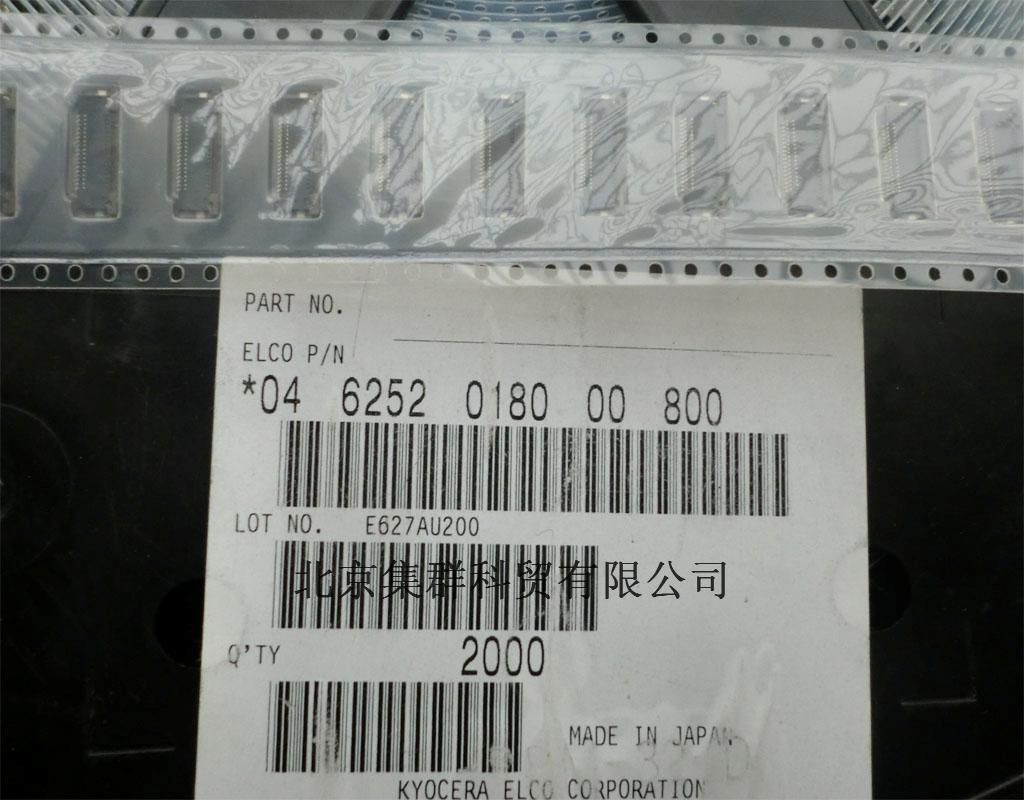 PART NO.
ELCO P/N
*04 6252 0180 00 800
LOT NO. E627AU200
北京集群科贸有限公司
Q'TY 2000
MADE IN JAPAN
KYOCERA ELCO CORPORATION